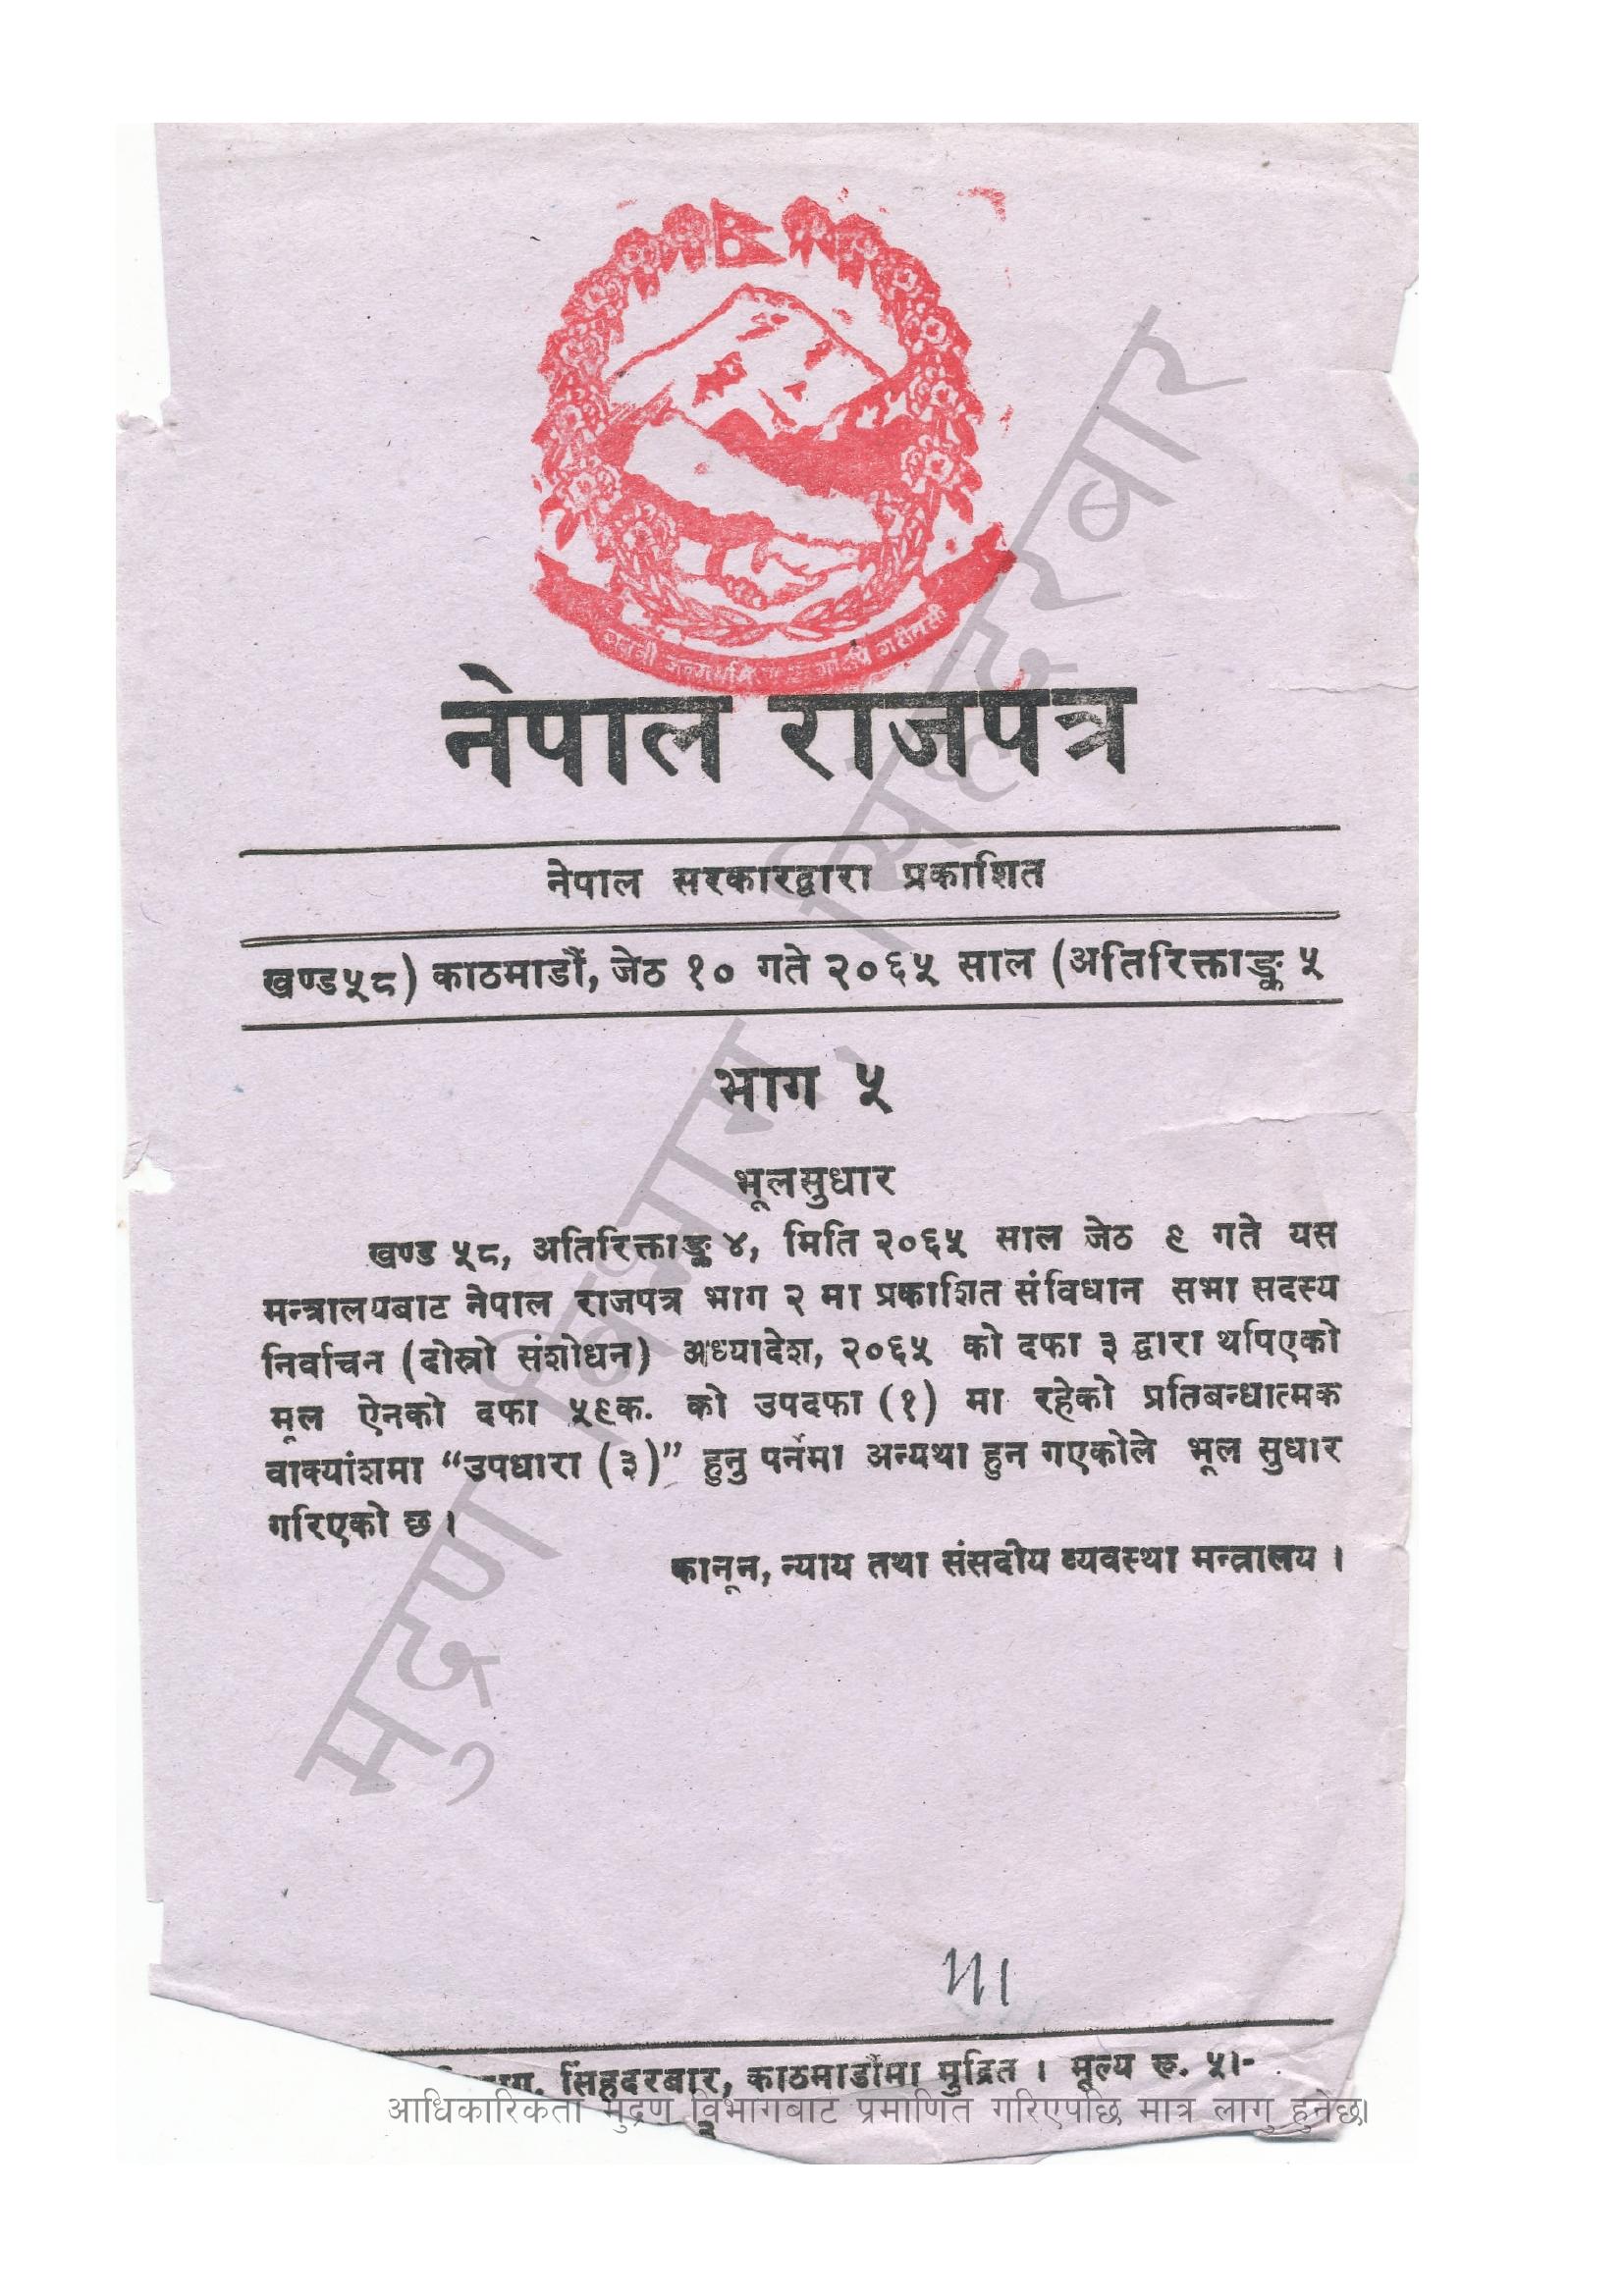 नेपाल राजपत्र
नेपाल सरकारद्वारा प्रकाशित
खण्ड५८) काठमाडौं, जेठ १० गते २०६५ साल (अतिरिक्ताङ्क ५
भाग ५
भूलसुधार
खण्ड ५८, अतिरिक्ताङ्क ४, मिति २०६५ साल जेठ ९ गते यस
मन्त्रालयबाट नेपाल राजपत्र भाग २ मा प्रकाशित संविधान सभा सदस्य
निर्वाचन (दोस्रो संशोधन) अध्यादेश, २०६५ को दफा ३ द्वारा थपिएको
मूल ऐनको दफा ५९क. को उपदफा (१) मा रहेको प्रतिबन्धात्मक
वाक्यांशमा “उपधारा (३)” हुनु पर्नेमा अन्यथा हुन गएकोले भूल सुधार
गरिएको छ ।
कानून, न्याय तथा संसदीय व्यवस्था मन्त्रालय ।
सिंहदरबार, काठमाडौंमा मुद्रित । मूल्य रु. ५।-
आधिकारिकता मुद्रण विभागबाट प्रमाणित गरिएपछि मात्र लागु हुनेछ।
मुद्रण विभाग, सिंहदरबार